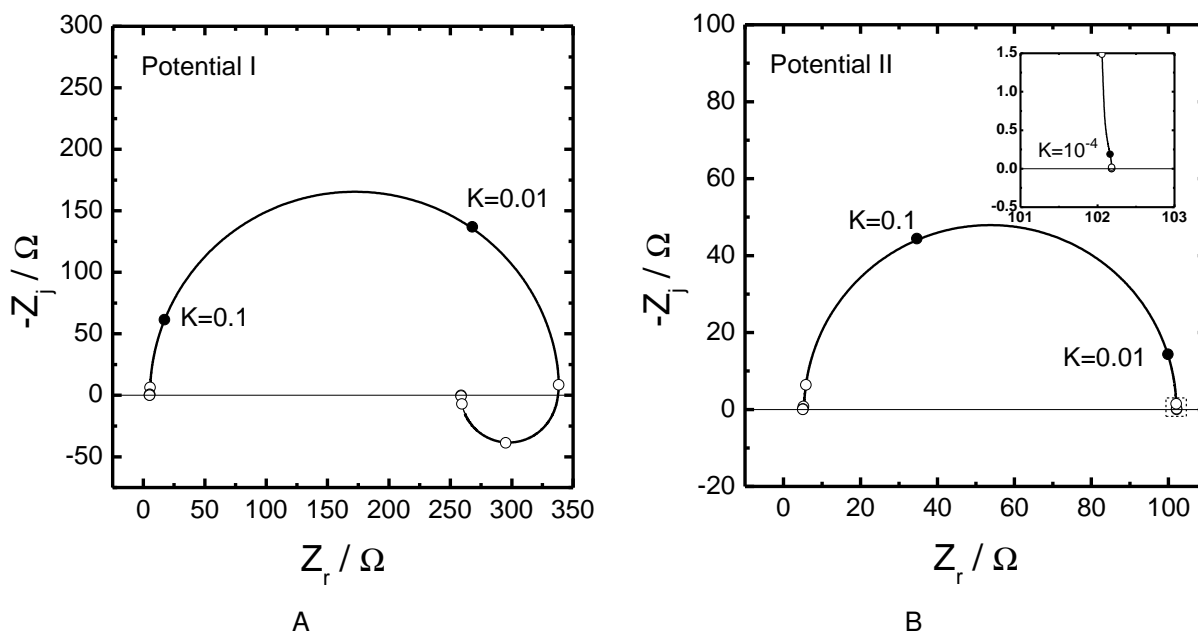 Potential I
-Z_j / Ω
300
250
200
150
100
50
0
-50
K=0.01
K=0.1
0 50 100 150 200 250 300 350
Z_r / Ω
A
Potential II
-Z_j / Ω
100
80
60
40
20
0
-20
K=0.1
K=0.01
0 20 40 60 80 100
Z_r / Ω
1.5
1.0
0.5
0.0
-0.5
K=10^-4
101 102 103
B